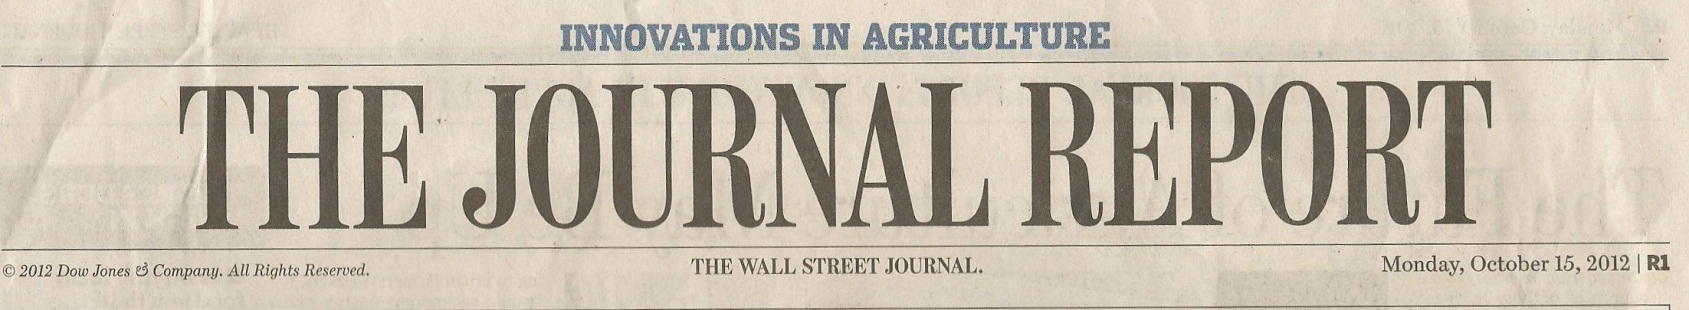 INNOVATIONS IN AGRICULTURE
THE JOURNAL REPORT
© 2012 Dow Jones & Company. All Rights Reserved.
THE WALL STREET JOURNAL.
Monday, October 15, 2012 | R1